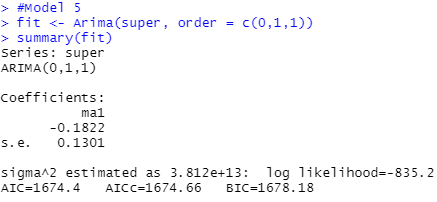 > #Model 5
> fit <- Arima(super, order = c(0,1,1))
> summary(fit)
Series: super
ARIMA(0,1,1)
Coefficients:
ma1
-0.1822
s.e. 0.1301
sigma^2 estimated as 3.812e+13: log likelihood=-835.2
AIC=1674.4 AICc=1674.66 BIC=1678.18